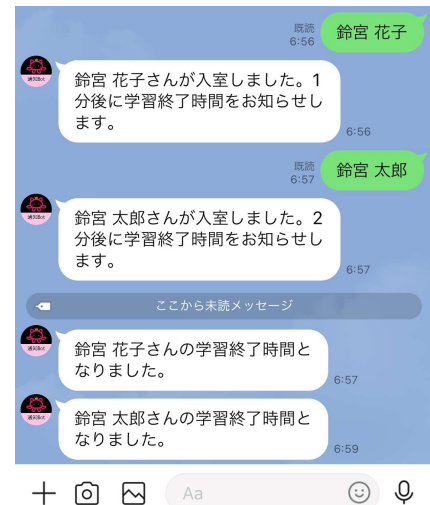 既読
6:56
鈴宮 花子
鈴宮 花子さんが入室しました。1
分後に学習終了時間をお知らせし
ます。
6:56
既読
6:57
鈴宮 太郎
鈴宮 太郎さんが入室しました。2
分後に学習終了時間をお知らせし
ます。
6:57
ここから未読メッセージ
鈴宮 花子さんの学習終了時間と
なりました。
6:57
鈴宮 太郎さんの学習終了時間と
なりました。
6:59
Aa